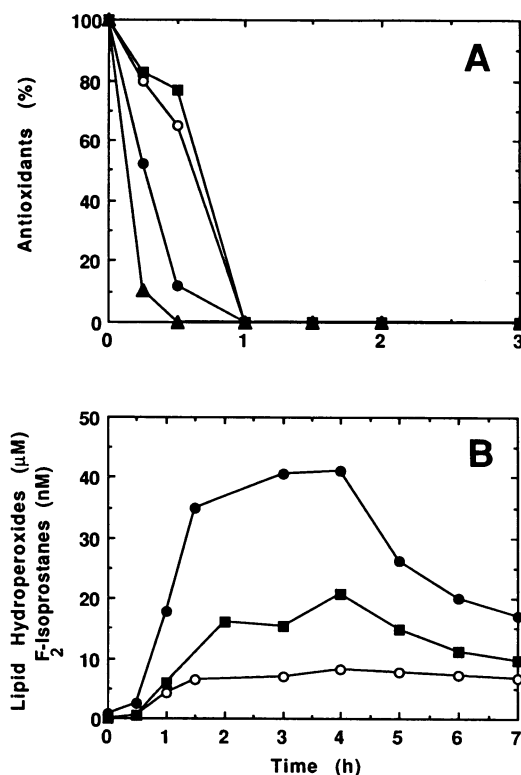 A
Antioxidants (%)
100
80
60
40
20
0
0 1 2 3
B
Lipid Hydroperoxides (μM)
F2-Isoprostanes (nM)
50
40
30
20
10
0
0 1 2 3 4 5 6 7
Time (h)